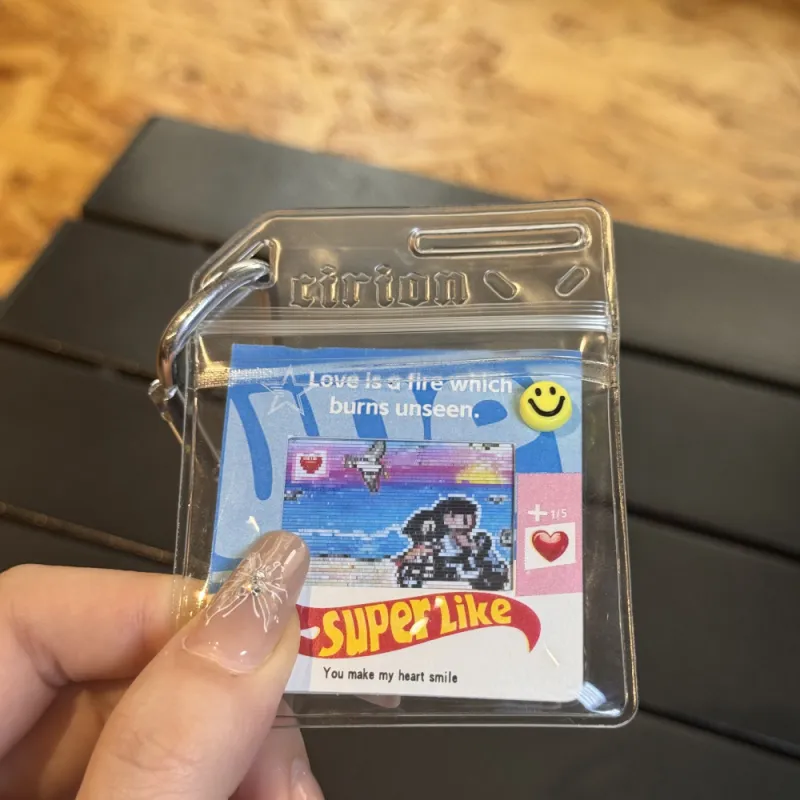 cirion
Love is a fire which
burns unseen.
+ 1/5
SUPER Like
You make my heart smile